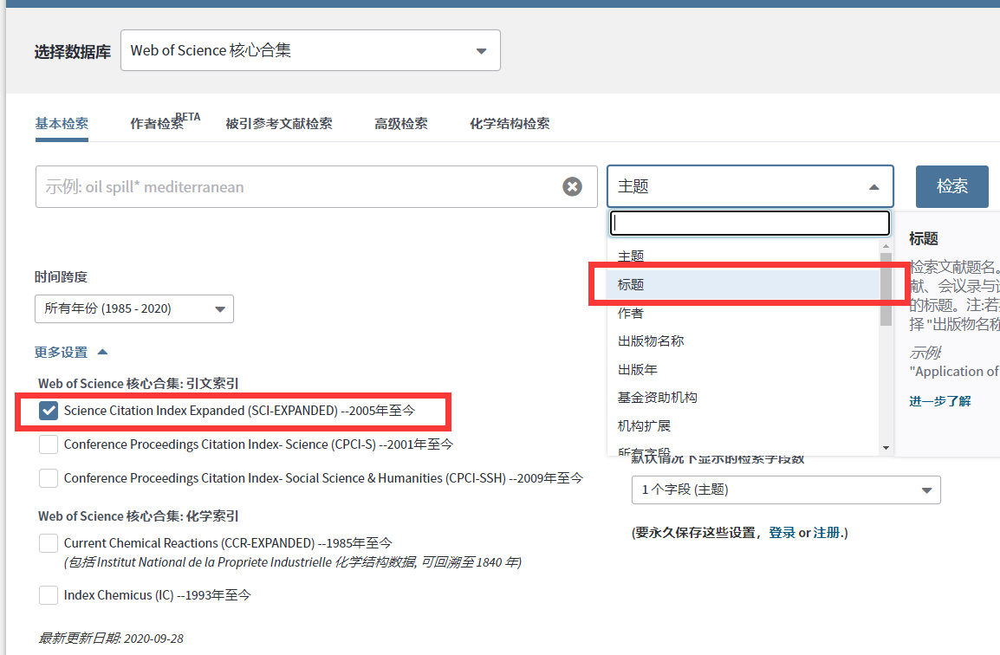 选择数据库 Web of Science 核心合集
基本检索 作者检索 BETA 被引参考文献检索 高级检索 化学结构检索
示例: oil spill* mediterranean 主题 检索
主题
标题
作者
出版物名称
出版年
基金资助机构
机构扩展
所有字段
标题
检索文献题名。
献、会议录与
的标题。注:若
择 "出版物名称
示例:
"Application of
进一步了解
时间跨度
所有年份 (1985 - 2020)
更多设置
Web of Science 核心合集: 引文索引
Science Citation Index Expanded (SCI-EXPANDED) --2005年至今
Conference Proceedings Citation Index- Science (CPCI-S) --2001年至今
Conference Proceedings Citation Index- Social Science & Humanities (CPCI-SSH) --2009年至今
Web of Science 核心合集: 化学索引
Current Chemical Reactions (CCR-EXPANDED) --1985年至今
(包括 Institut National de la Propriete Industrielle 化学结构数据, 可回溯至 1840 年)
Index Chemicus (IC) --1993年至今
最新更新日期: 2020-09-28
默认情况下显示的检索字段数
1 个字段 (主题)
(要永久保存这些设置，登录 or 注册.)